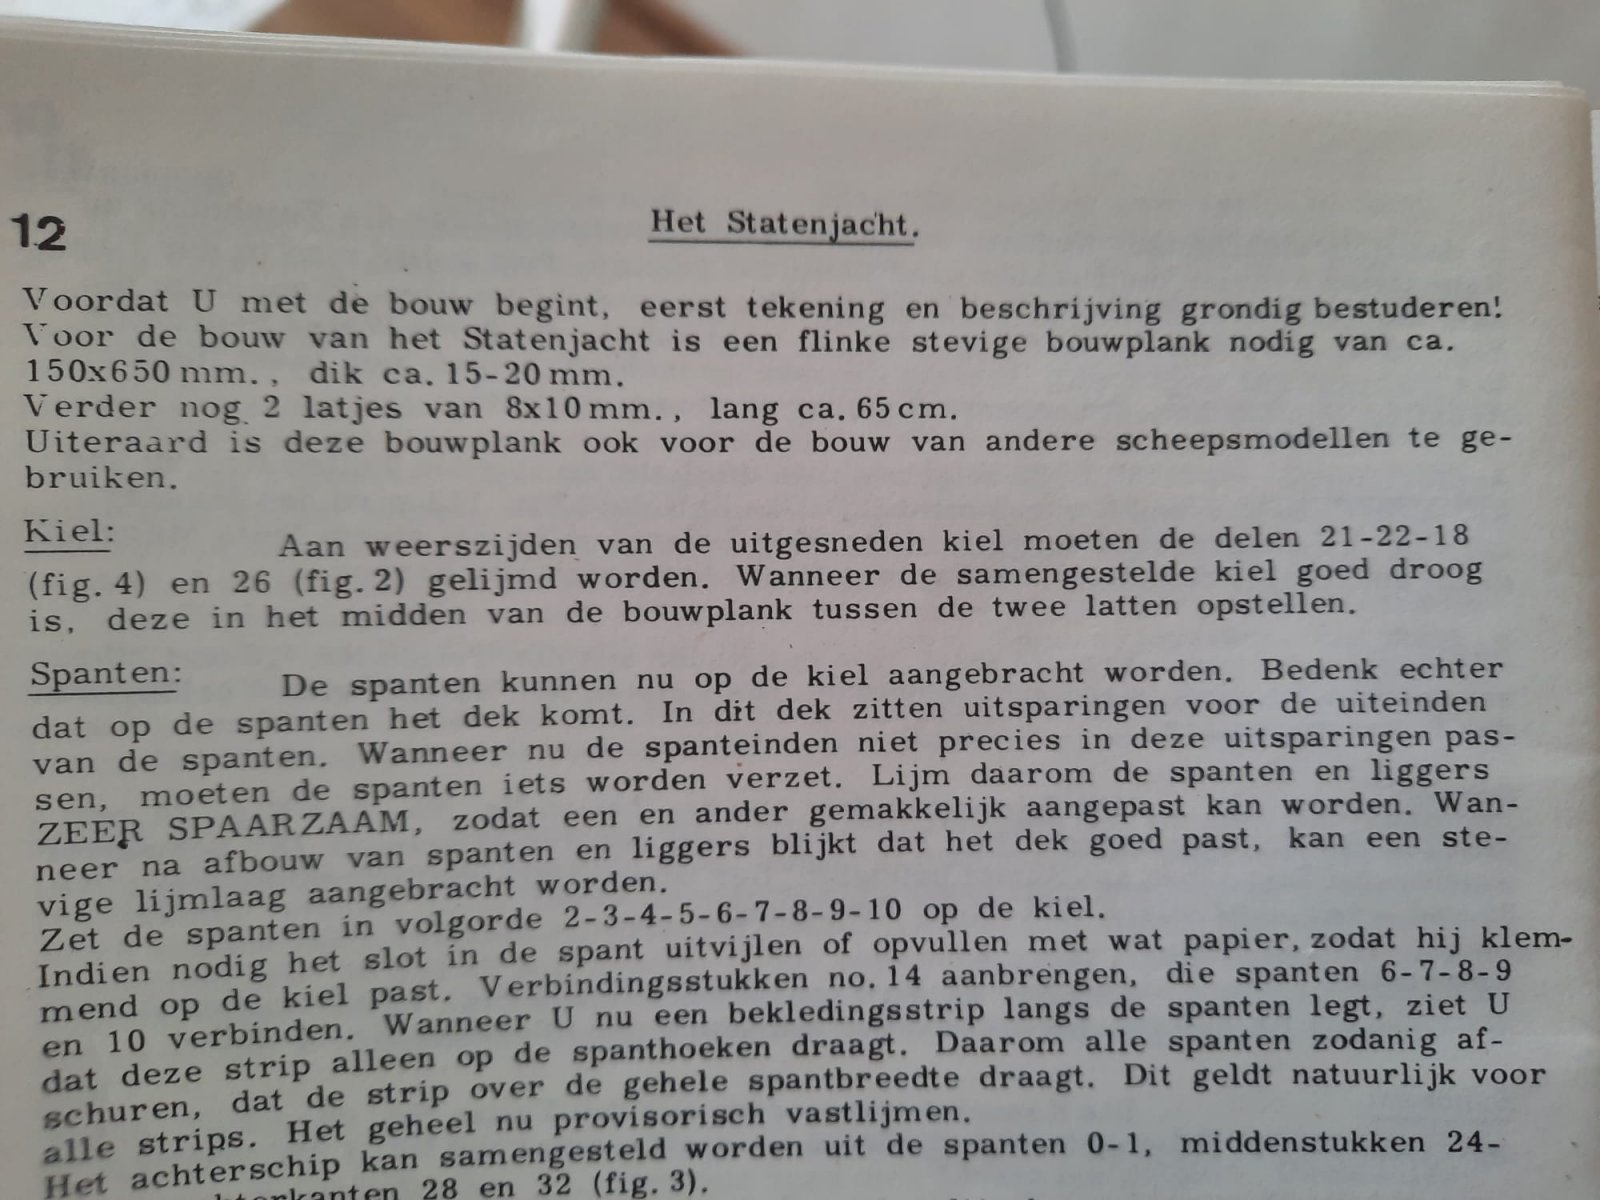 12
Het Statenjacht.
Voordat U met de bouw begint, eerst tekening en beschrijving grondig bestuderen!
Voor de bouw van het Statenjacht is een flinke stevige bouwplank nodig van ca.
150x650 mm., dik ca. 15-20 mm.
Verder nog 2 latjes van 8x10 mm., lang ca. 65 cm.
Uiteraard is deze bouwplank ook voor de bouw van andere scheepsmodellen te ge-
bruiken.
Kiel: Aan weerszijden van de uitgesneden kiel moeten de delen 21-22-18
(fig. 4) en 26 (fig. 2) gelijmd worden. Wanneer de samengestelde kiel goed droog
is, deze in het midden van de bouwplank tussen de twee latten opstellen.
Spanten: De spanten kunnen nu op de kiel aangebracht worden. Bedenk echter
dat op de spanten het dek komt. In dit dek zitten uitsparingen voor de uiteinden
van de spanten. Wanneer nu de spanteinden niet precies in deze uitsparingen pas-
sen, moeten de spanten iets worden verzet. Lijm daarom de spanten en liggers
ZEER SPAARZAAM, zodat een en ander gemakkelijk aangepast kan worden. Wan-
neer na afbouw van spanten en liggers blijkt dat het dek goed past, kan een ste-
vige lijmlaag aangebracht worden.
Zet de spanten in volgorde 2-3-4-5-6-7-8-9-10 op de kiel.
Indien nodig het slot in de spant uitvijlen of opvullen met wat papier, zodat hij klem-
mend op de kiel past. Verbindingsstukken no. 14 aanbrengen, die spanten 6-7-8-9
en 10 verbinden. Wanneer U nu een bekledingsstrip langs de spanten legt, ziet U
dat deze strip alleen op de spanthoeken draagt. Daarom alle spanten zodanig af-
schuren, dat de strip over de gehele spantbreedte draagt. Dit geldt natuurlijk voor
alle strips. Het geheel nu provisorisch vastlijmen.
Het achterschip kan samengesteld worden uit de spanten 0-1, middenstukken 24-
28 en 32 (fig. 3).